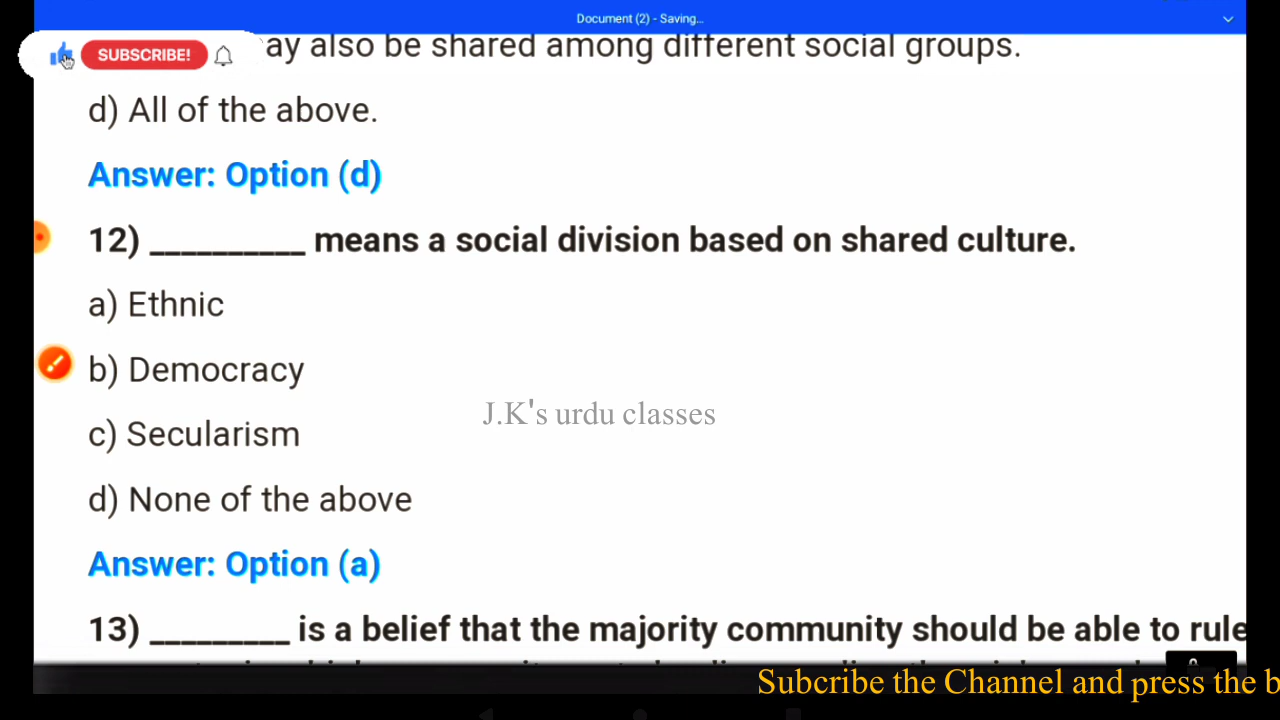 Document (2) - Saving...
SUBSCRIBE!
ay also be shared among different social groups.
d) All of the above.
Answer: Option (d)
12) __________ means a social division based on shared culture.
a) Ethnic
b) Democracy
J.K's urdu classes
c) Secularism
d) None of the above
Answer: Option (a)
13) _________ is a belief that the majority community should be able to rule
Subcribe the Channel and press the b